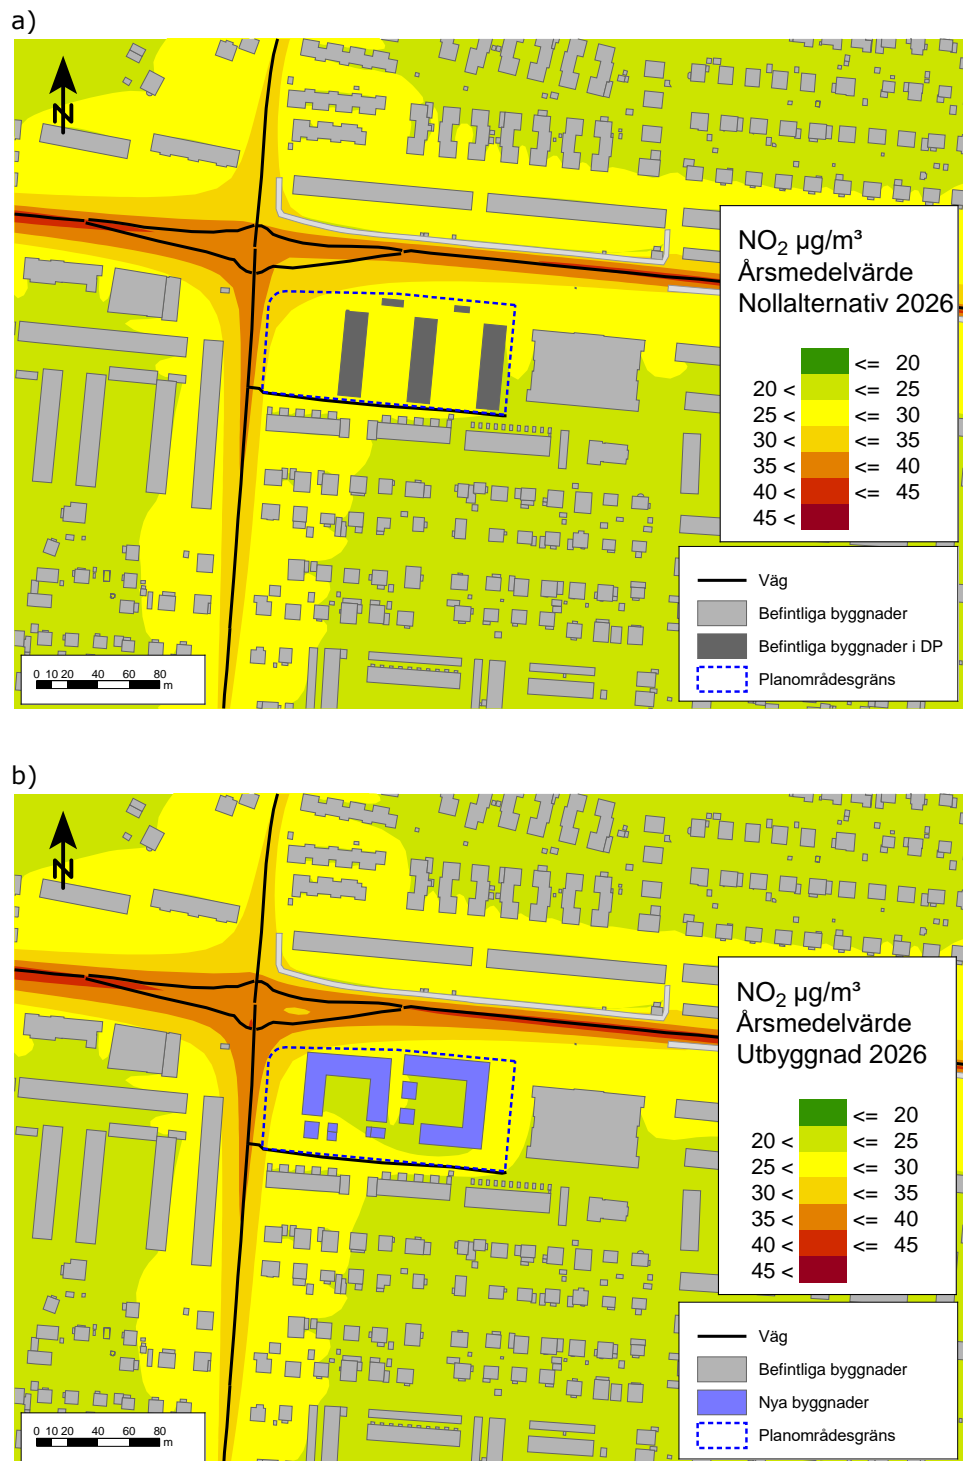 a)
N
NO₂ µg/m³
Årsmedelvärde
Nollalternativ 2026
<= 20
20 < <= 25
25 < <= 30
30 < <= 35
35 < <= 40
40 < <= 45
45 <
Väg
Befintliga byggnader
Befintliga byggnader i DP
Planområdesgräns
0 10 20 40 60 80
m
b)
N
NO₂ µg/m³
Årsmedelvärde
Utbyggnad 2026
<= 20
20 < <= 25
25 < <= 30
30 < <= 35
35 < <= 40
40 < <= 45
45 <
Väg
Befintliga byggnader
Nya byggnader
Planområdesgräns
0 10 20 40 60 80
m